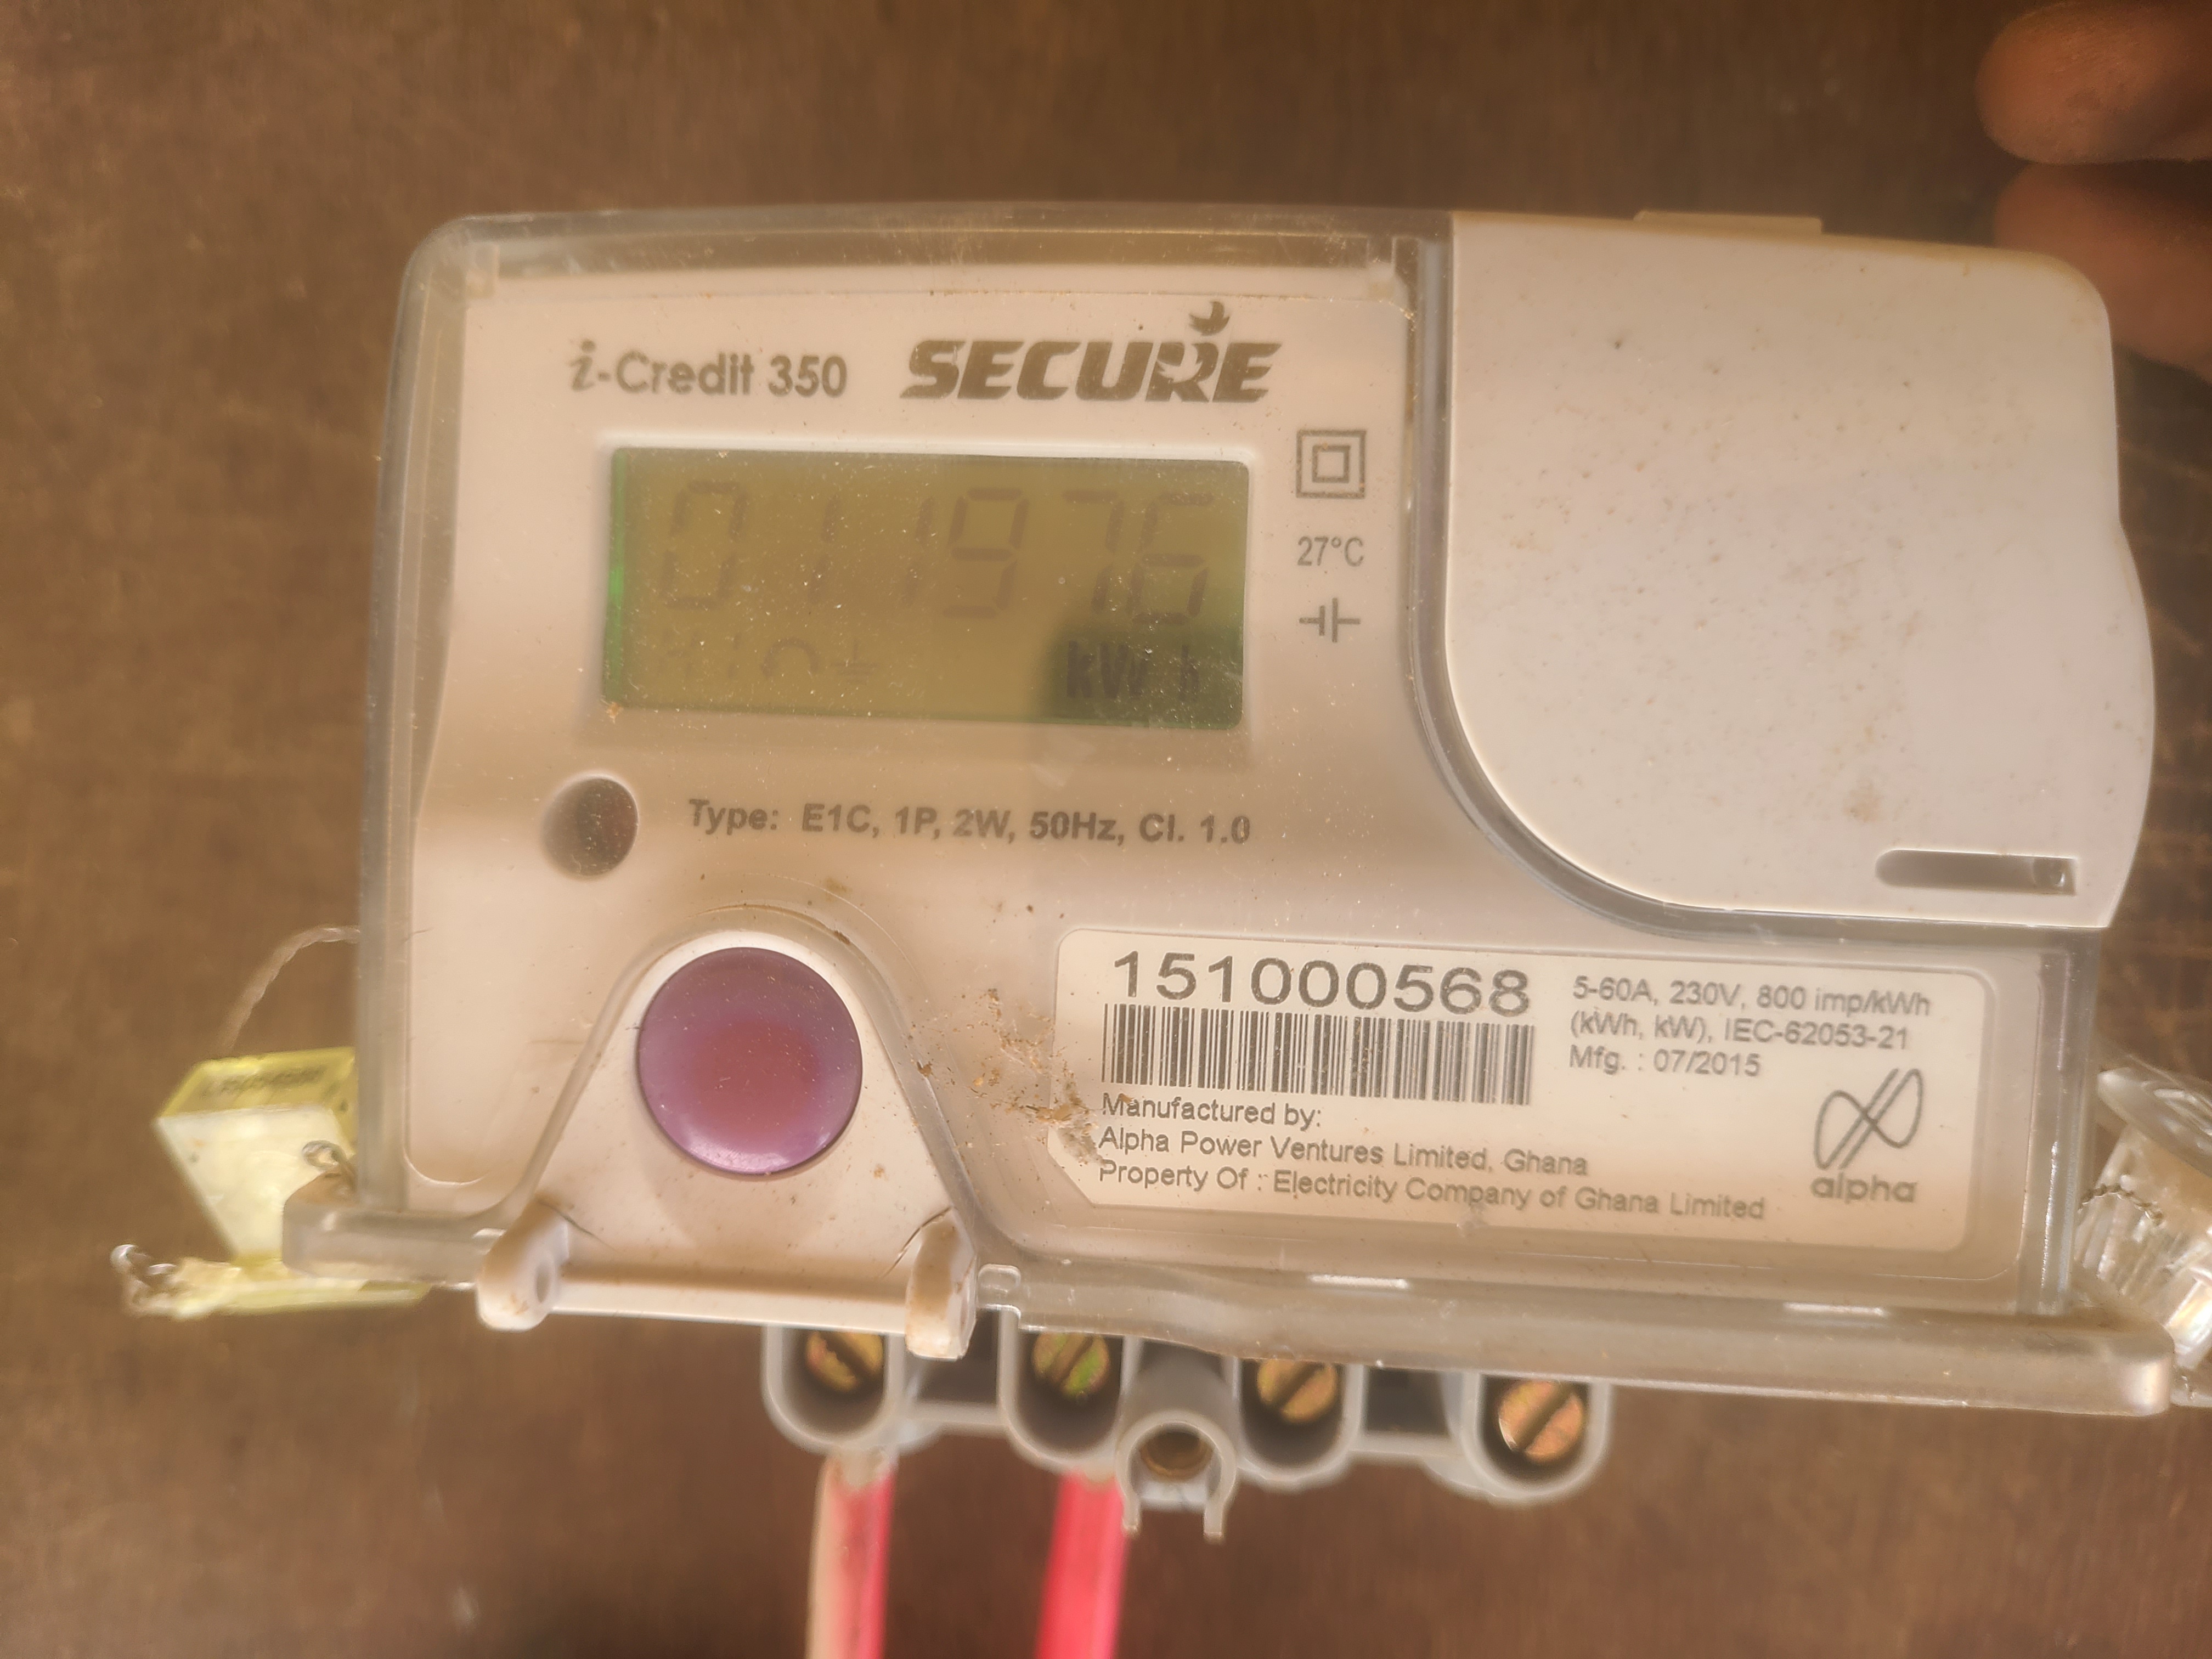 i-Credit 350 SECURE
27°C
kWh
Type: E1C, 1P, 2W, 50Hz, Cl. 1.0
15100568
5-60A, 230V, 800 imp/kWh
(kWh, kW), IEC-62053-21
Mfg. : 07/2015
Manufactured by:
Alpha Power Ventures Limited, Ghana
Property Of : Electricity Company of Ghana Limited
alpha